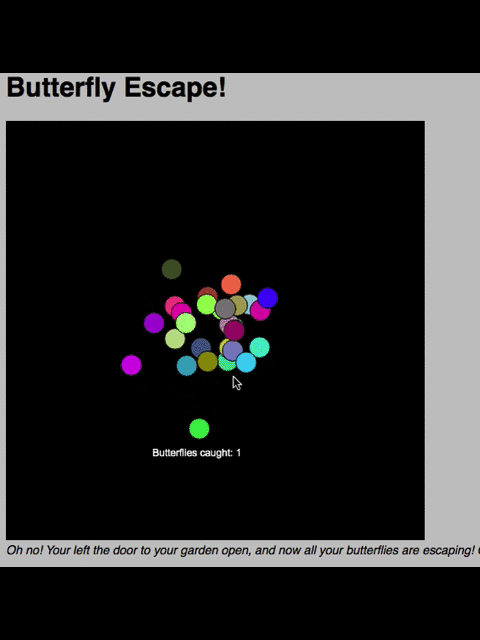 Butterfly Escape!
Butterflies caught: 1
Oh no! Your left the door to your garden open, and now all your butterflies are escaping!